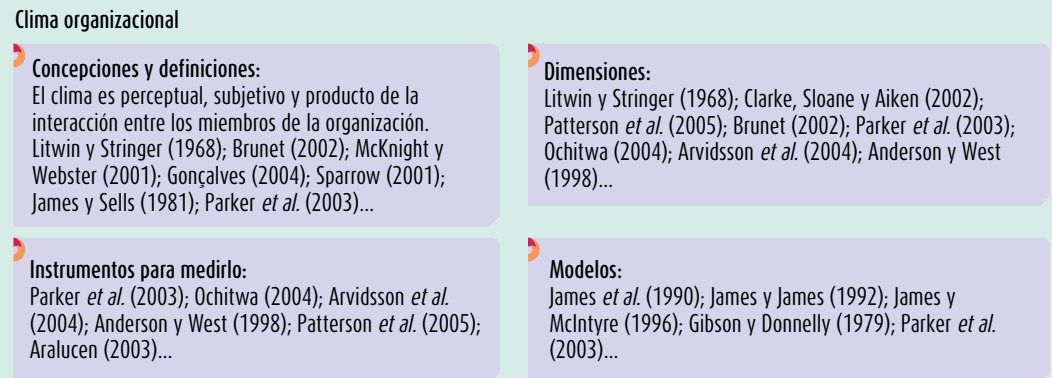 Clima organizacional
Concepciones y definiciones:
El clima es perceptual, subjetivo y producto de la
interacción entre los miembros de la organización.
Litwin y Stringer (1968); Brunet (2002); McKnight y
Webster (2001); Gonçalves (2004); Sparrow (2001);
James y Sells (1981); Parker et al. (2003)...
Dimensiones:
Litwin y Stringer (1968); Clarke, Sloane y Aiken (2002);
Patterson et al. (2005); Brunet (2002); Parker et al. (2003);
Ochitwa (2004); Arvidsson et al. (2004); Anderson y West
(1998)...
Instrumentos para medirlo:
Parker et al. (2003); Ochitwa (2004); Arvidsson et al.
(2004); Anderson y West (1998); Patterson et al. (2005);
Aralucen (2003)...
Modelos:
James et al. (1990); James y James (1992); James y
McIntyre (1996); Gibson y Donnelly (1979); Parker et al.
(2003)...